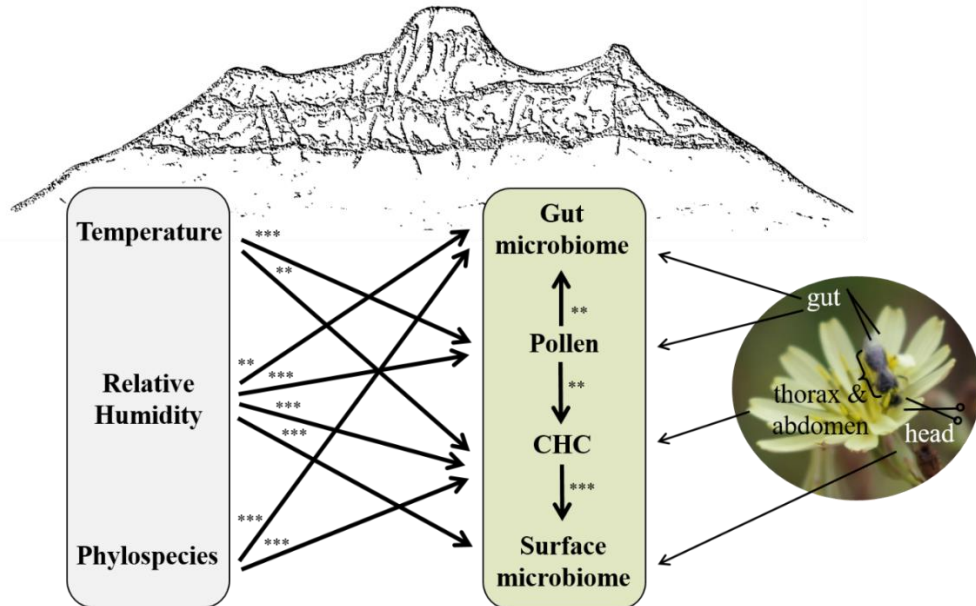 Temperature
Relative
Humidity
Phylospecies
***
**
**
***
***
***
***
***
Gut
microbiome
**
Pollen
**
CHC
***
Surface
microbiome
gut
thorax &
abdomen
head